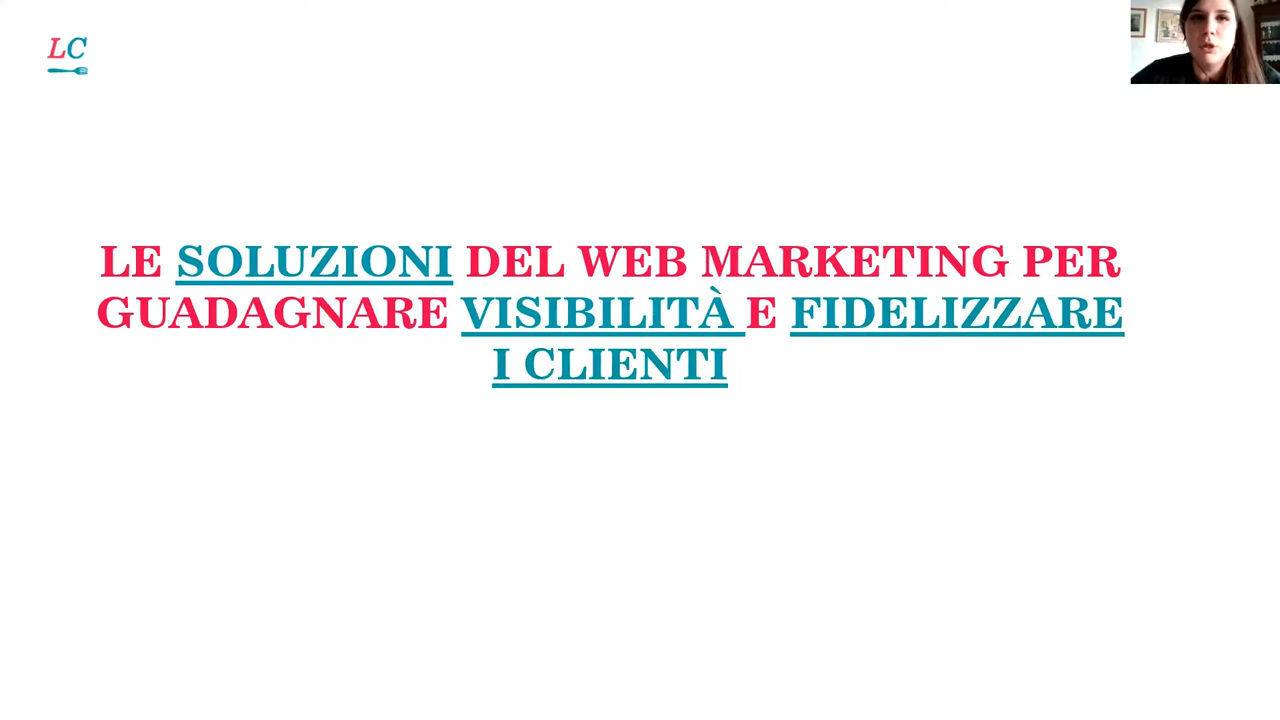 LC
LE SOLUZIONI DEL WEB MARKETING PER
GUADAGNARE VISIBILITÀ E FIDELIZZARE
I CLIENTI